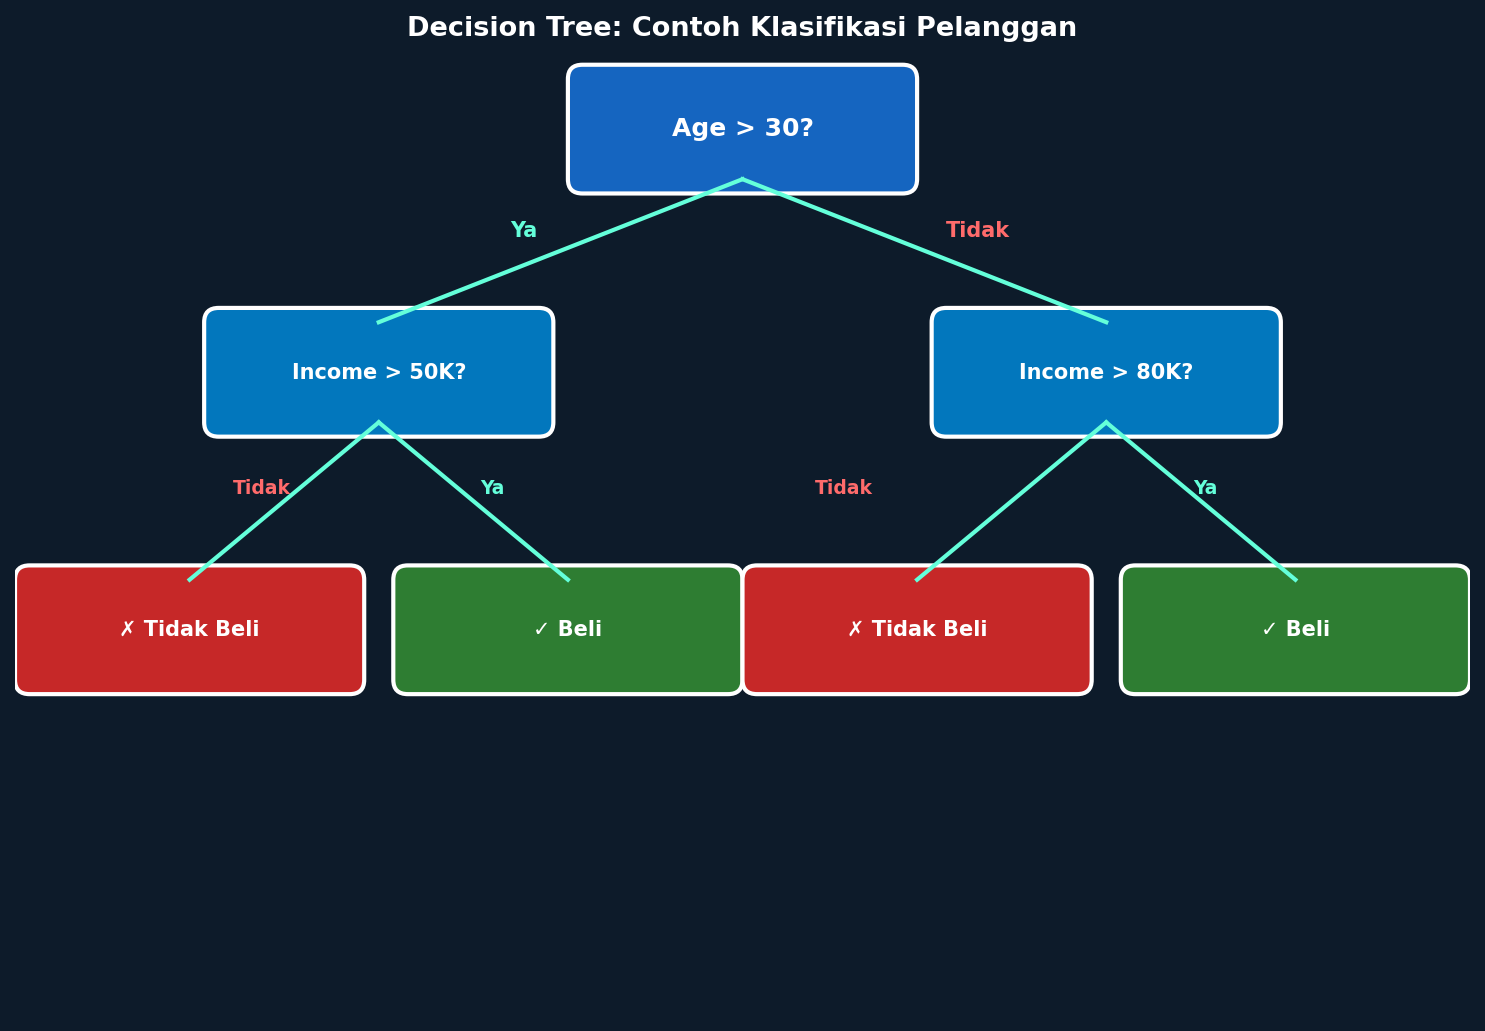 Decision Tree: Contoh Klasifikasi Pelanggan
Age > 30?
Ya
Tidak
Income > 50K?
Income > 80K?
Tidak
Ya
Tidak
Ya
✗ Tidak Beli
✓ Beli
✗ Tidak Beli
✓ Beli